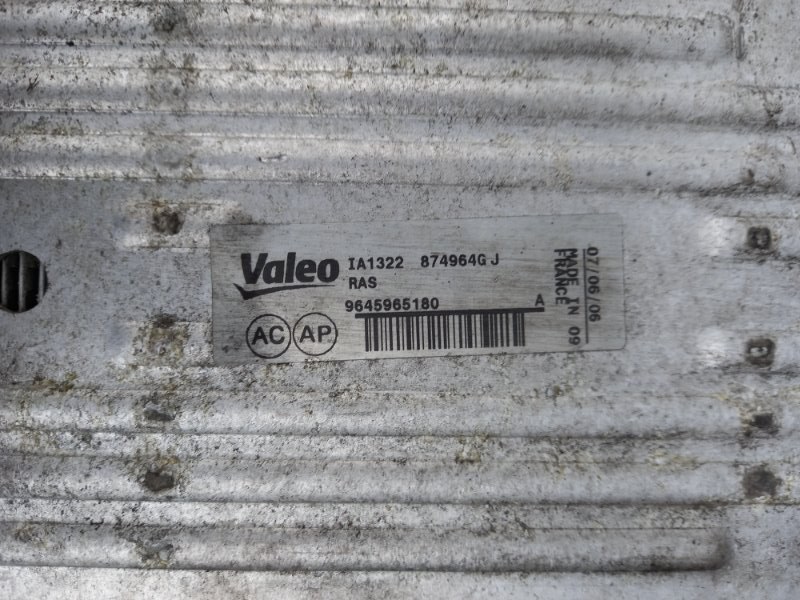 Valeo IA1322 874964G J
RAS
9645965180 A
AC AP
07/06/06
MADE IN 09
FRANCE